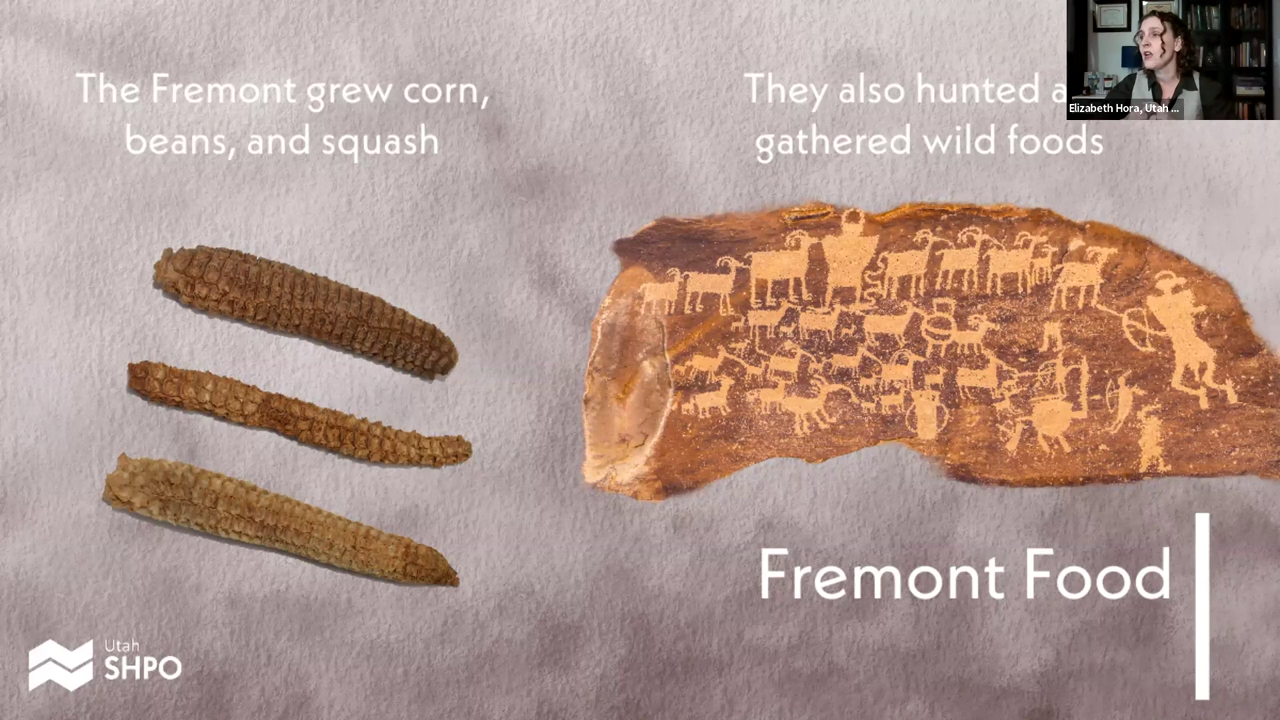 The Fremont grew corn,
beans, and squash
They also hunted
gathered wild foods
Elizabeth Hora, Utah ...
Fremont Food
Utah
SHPO